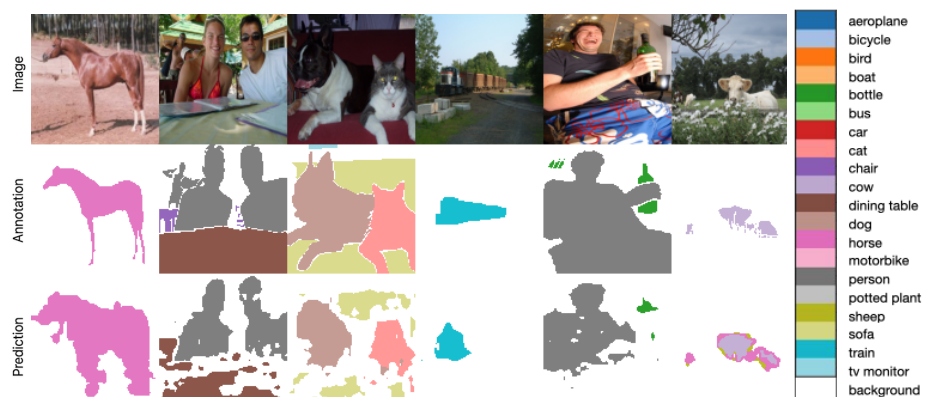 Image
Annotation
Prediction
aeroplane
bicycle
bird
boat
bottle
bus
car
cat
chair
cow
dining table
dog
horse
motorbike
person
potted plant
sheep
sofa
train
tv monitor
background